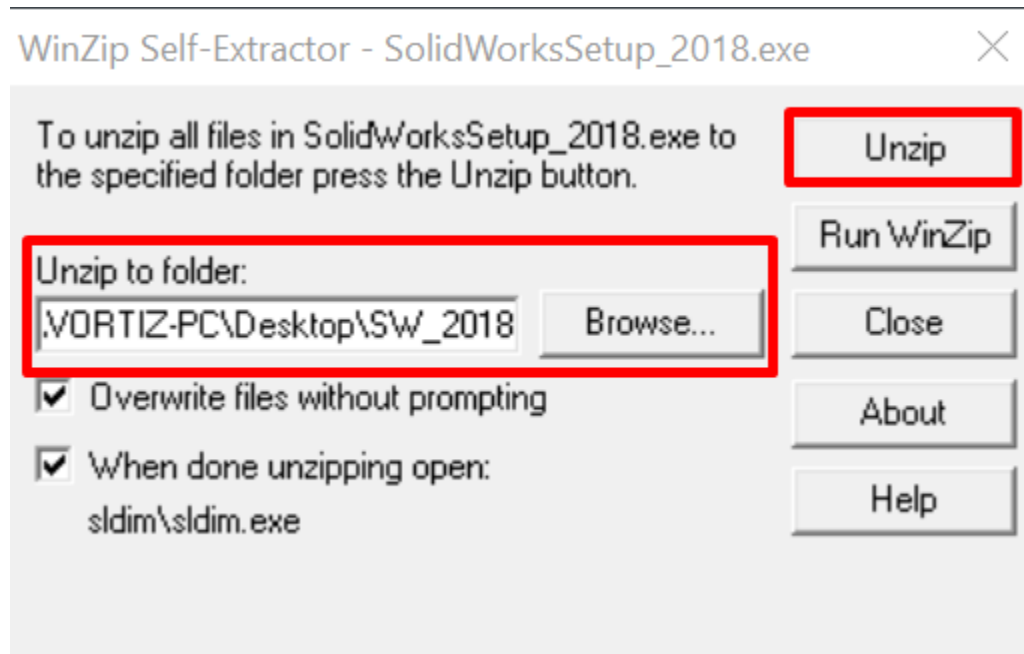 WinZip Self-Extractor - SolidWorksSetup_2018.exe
To unzip all files in SolidWorksSetup_2018.exe to
the specified folder press the Unzip button.
Unzip
Run WinZip
Unzip to folder:
.VORTIZ-PC\Desktop\SW_2018
Browse...
Close
Overwrite files without prompting
About
When done unzipping open:
sldim\sldim.exe
Help